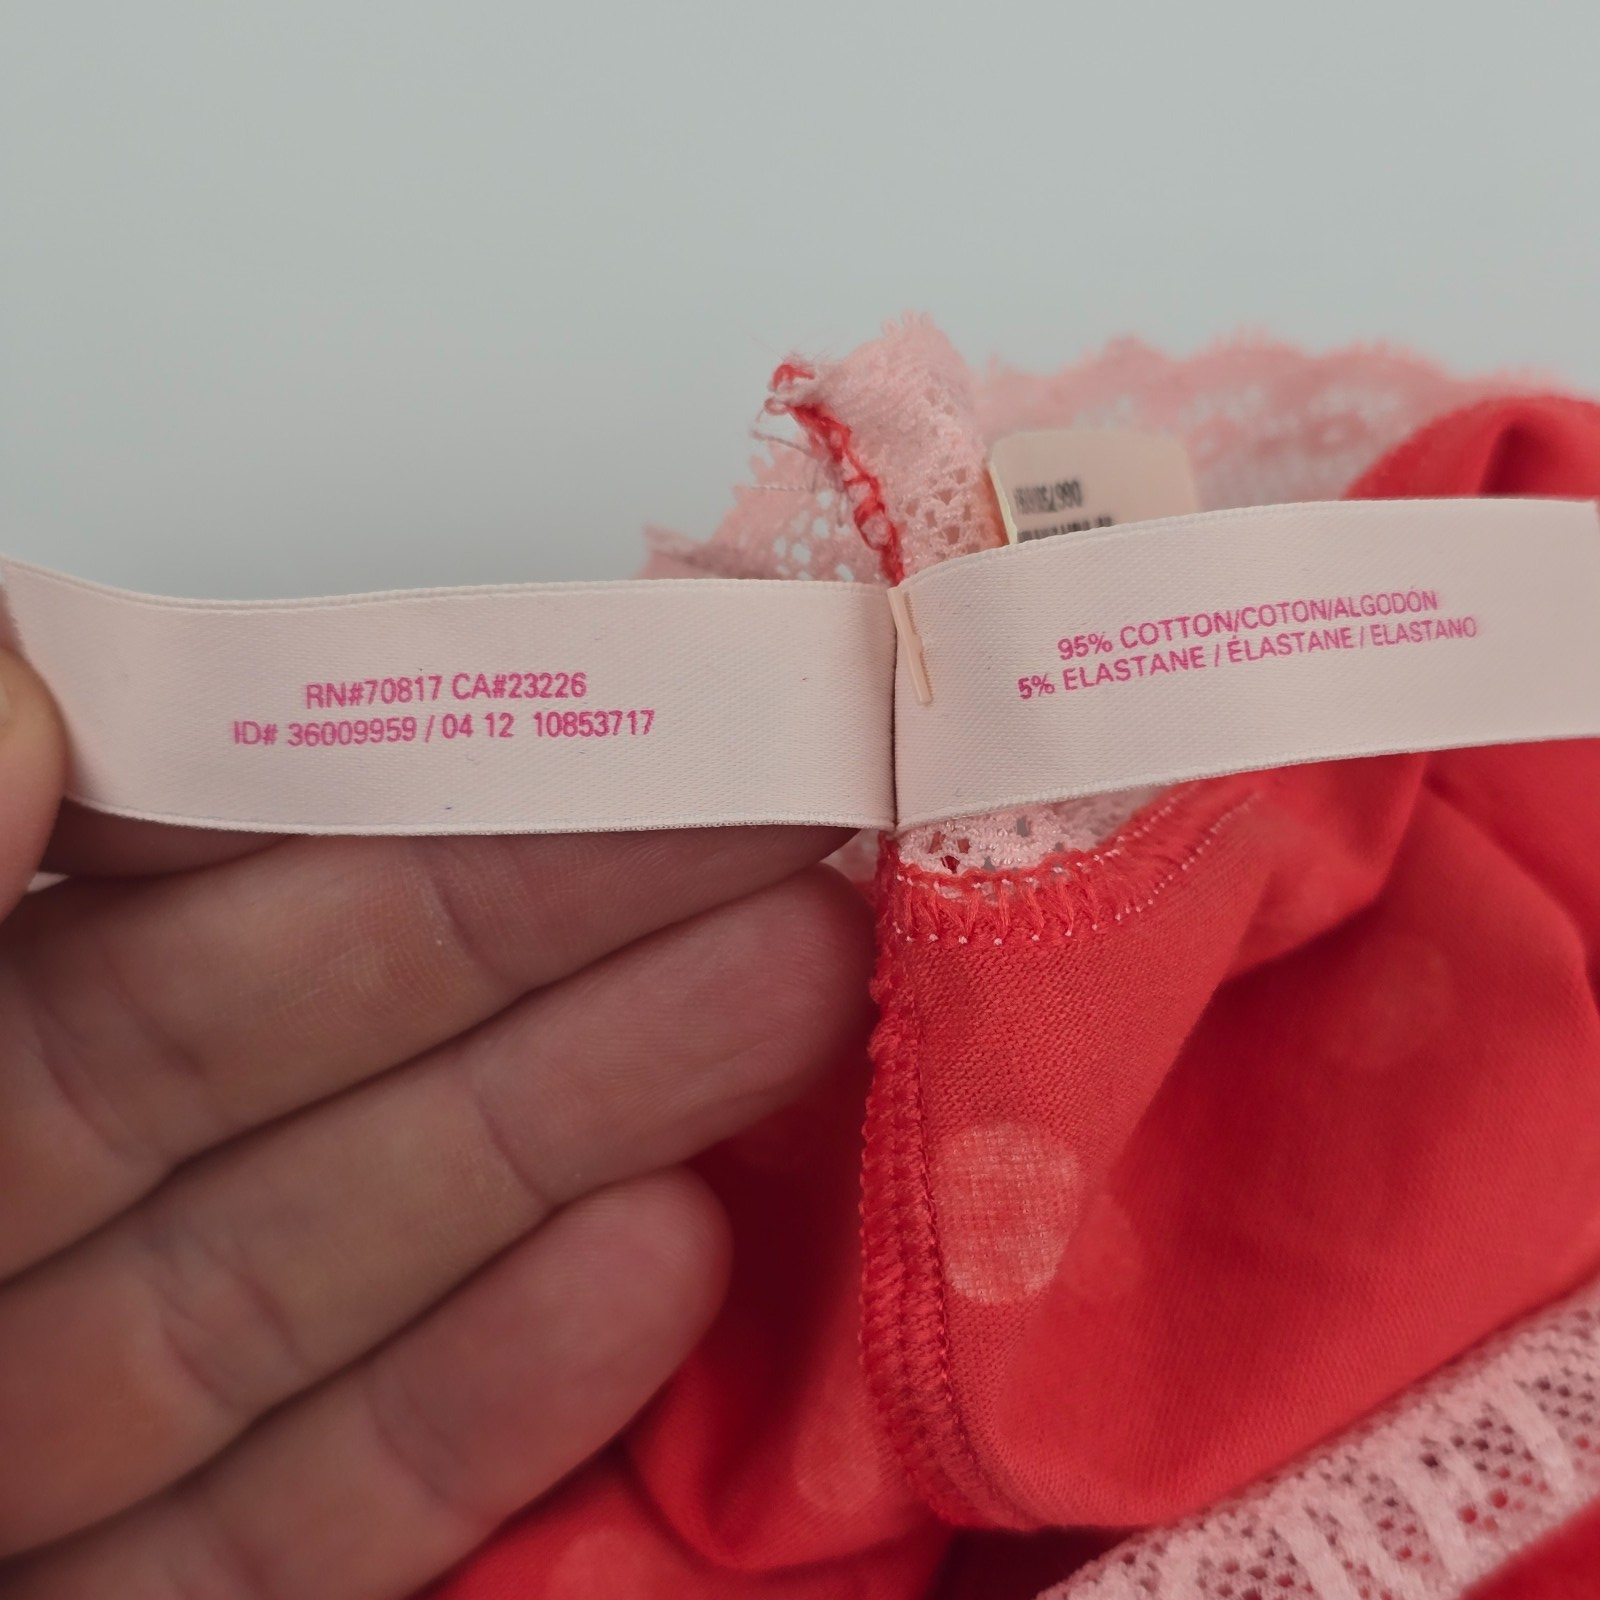 RN#70817 CA#23226
ID# 36009959 / 04 12 10853717
95% COTTON/COTON/ALGODÓN
5% ELASTANE / ÉLASTANE / ELASTANO